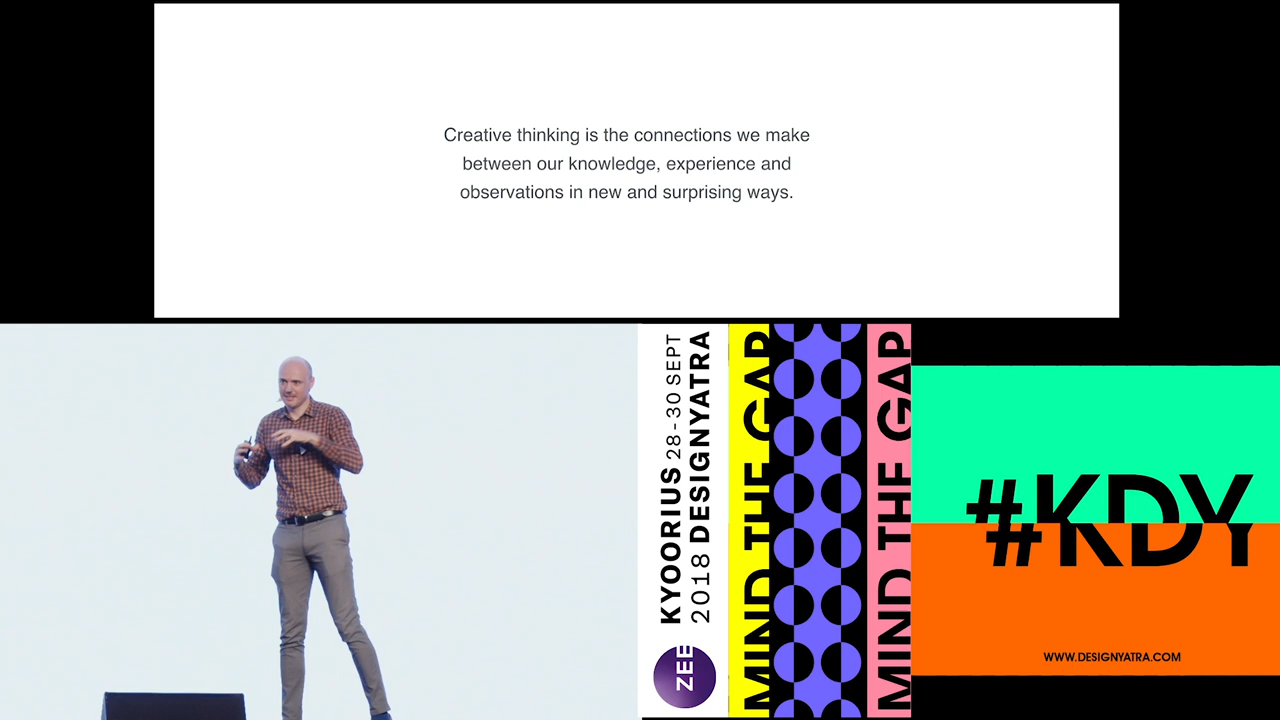 Creative thinking is the connections we make
between our knowledge, experience and
observations in new and surprising ways.
KYOORIUS 28-30 SEPT
2018 DESIGNYATRA
ZEE
MIND THE GAP
MIND THE GAP
#KDY
WWW.DESIGNYATRA.COM